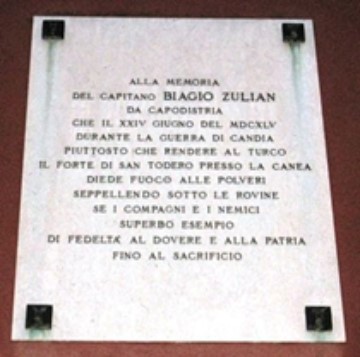 ALLA MEMORIA
DEL CAPITANO BIAGIO ZULIAN
DA CAPODISTRIA
CHE IL XXIV GIUGNO DEL MDCXLV
DURANTE LA GUERRA DI CANDIA
PIUTTOSTO CHE RENDERE AL TURCO
IL FORTE DI SAN TODERO PRESSO LA CANEA
DIEDE FUOCO ALLE POLVERI
SEPPELLENDO SOTTO LE ROVINE
SE I COMPAGNI E I NEMICI
SUPERBO ESEMPIO
DI FEDELTA' AL DOVERE E ALLA PATRIA
FINO AL SACRIFICIO